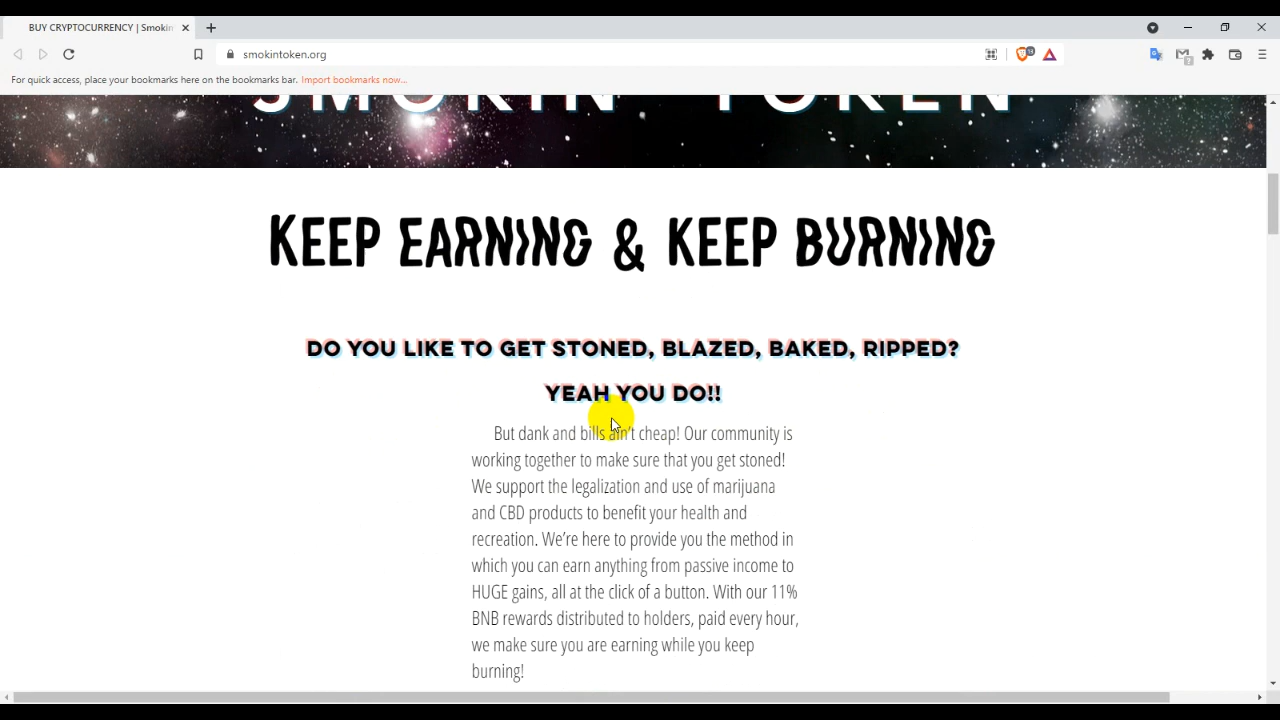 BUY CRYPTOCURRENCY | Smokin
smokintoken.org
For quick access, place your bookmarks here on the bookmarks bar. Import bookmarks now...
SMOKIN' TOKEN
KEEP EARNING & KEEP BURNING
DO YOU LIKE TO GET STONED, BLAZED, BAKED, RIPPED?
YEAH YOU DO!!
But dank and bills ain't cheap! Our community is
working together to make sure that you get stoned!
We support the legalization and use of marijuana
and CBD products to benefit your health and
recreation. We're here to provide you the method in
which you can earn anything from passive income to
HUGE gains, all at the click of a button. With our 11%
BNB rewards distributed to holders, paid every hour,
we make sure you are earning while you keep
burning!